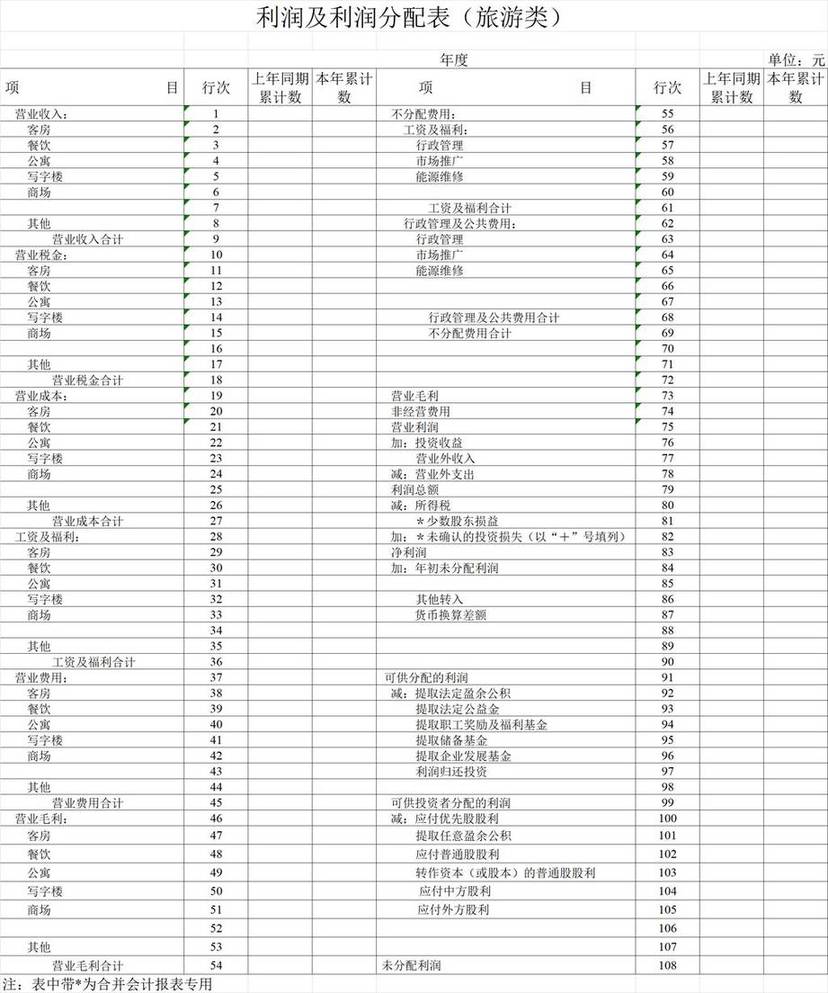 利润及利润分配表（旅游类）
年度 单位：元
项 目 行次 上年同期累计数 本年累计数 项 目 行次 上年同期累计数 本年累计数
营业收入： 1 不分配费用： 55
客房 2 工资及福利： 56
餐饮 3 行政管理 57
公寓 4 市场推广 58
写字楼 5 能源维修 59
商场 6 60
7 工资及福利合计 61
其他 8 行政管理及公共费用： 62
营业收入合计 9 行政管理 63
营业税金： 10 市场推广 64
客房 11 能源维修 65
餐饮 12 66
公寓 13 67
写字楼 14 行政管理及公共费用合计 68
商场 15 不分配费用合计 69
16 70
其他 17 71
营业税金合计 18 72
营业成本： 19 营业毛利 73
客房 20 非经营费用 74
餐饮 21 营业利润 75
公寓 22 加：投资收益 76
写字楼 23 营业外收入 77
商场 24 减：营业外支出 78
25 利润总额 79
其他 26 减：所得税 80
营业成本合计 27 ＊少数股东损益 81
工资及福利： 28 加：＊未确认的投资损失（以“＋”号填列） 82
客房 29 净利润 83
餐饮 30 加：年初未分配利润 84
公寓 31 85
写字楼 32 其他转入 86
商场 33 货币换算差额 87
34 88
其他 35 89
工资及福利合计 36 90
营业费用： 37 可供分配的利润 91
客房 38 减：提取法定盈余公积 92
餐饮 39 提取法定公益金 93
公寓 40 提取职工奖励及福利基金 94
写字楼 41 提取储备基金 95
商场 42 提取企业发展基金 96
43 利润归还投资 97
其他 44 98
营业费用合计 45 可供投资者分配的利润 99
营业毛利： 46 减：应付优先股股利 100
客房 47 提取任意盈余公积 101
餐饮 48 应付普通股股利 102
公寓 49 转作资本（或股本）的普通股股利 103
写字楼 50 应付中方股利 104
商场 51 应付外方股利 105
52 106
其他 53 107
营业毛利合计 54 未分配利润 108
注：表中带*为合并会计报表专用